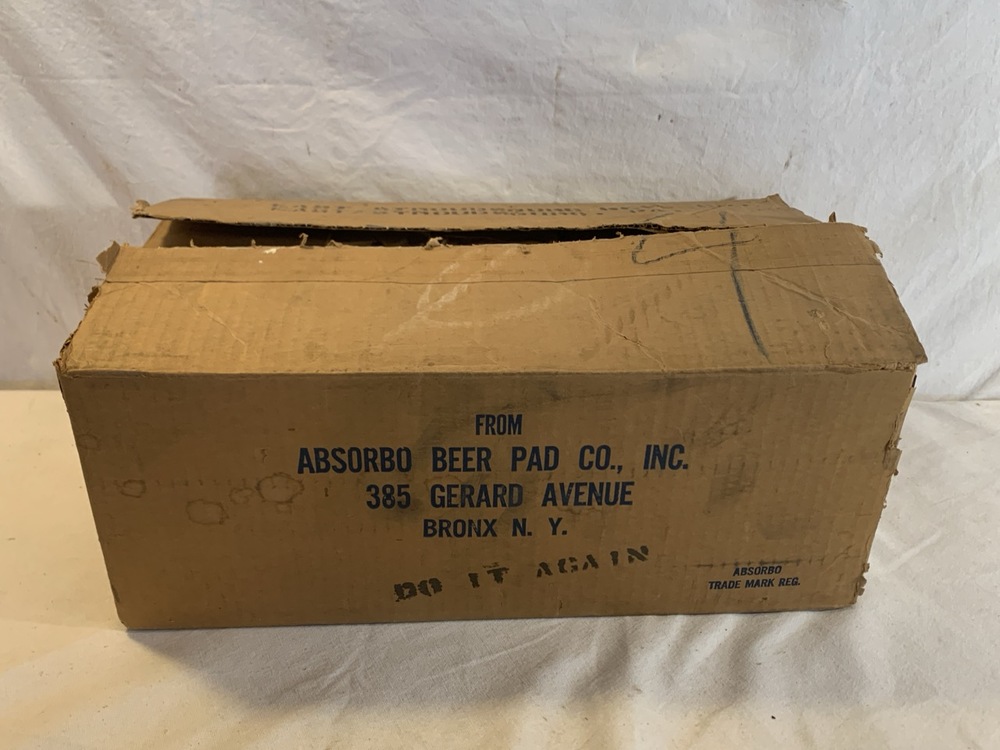 FROM
ABSORBO BEER PAD CO., INC.
385 GERARD AVENUE
BRONX N. Y.
DO IT AGAIN
ABSORBO
TRADE MARK REG.